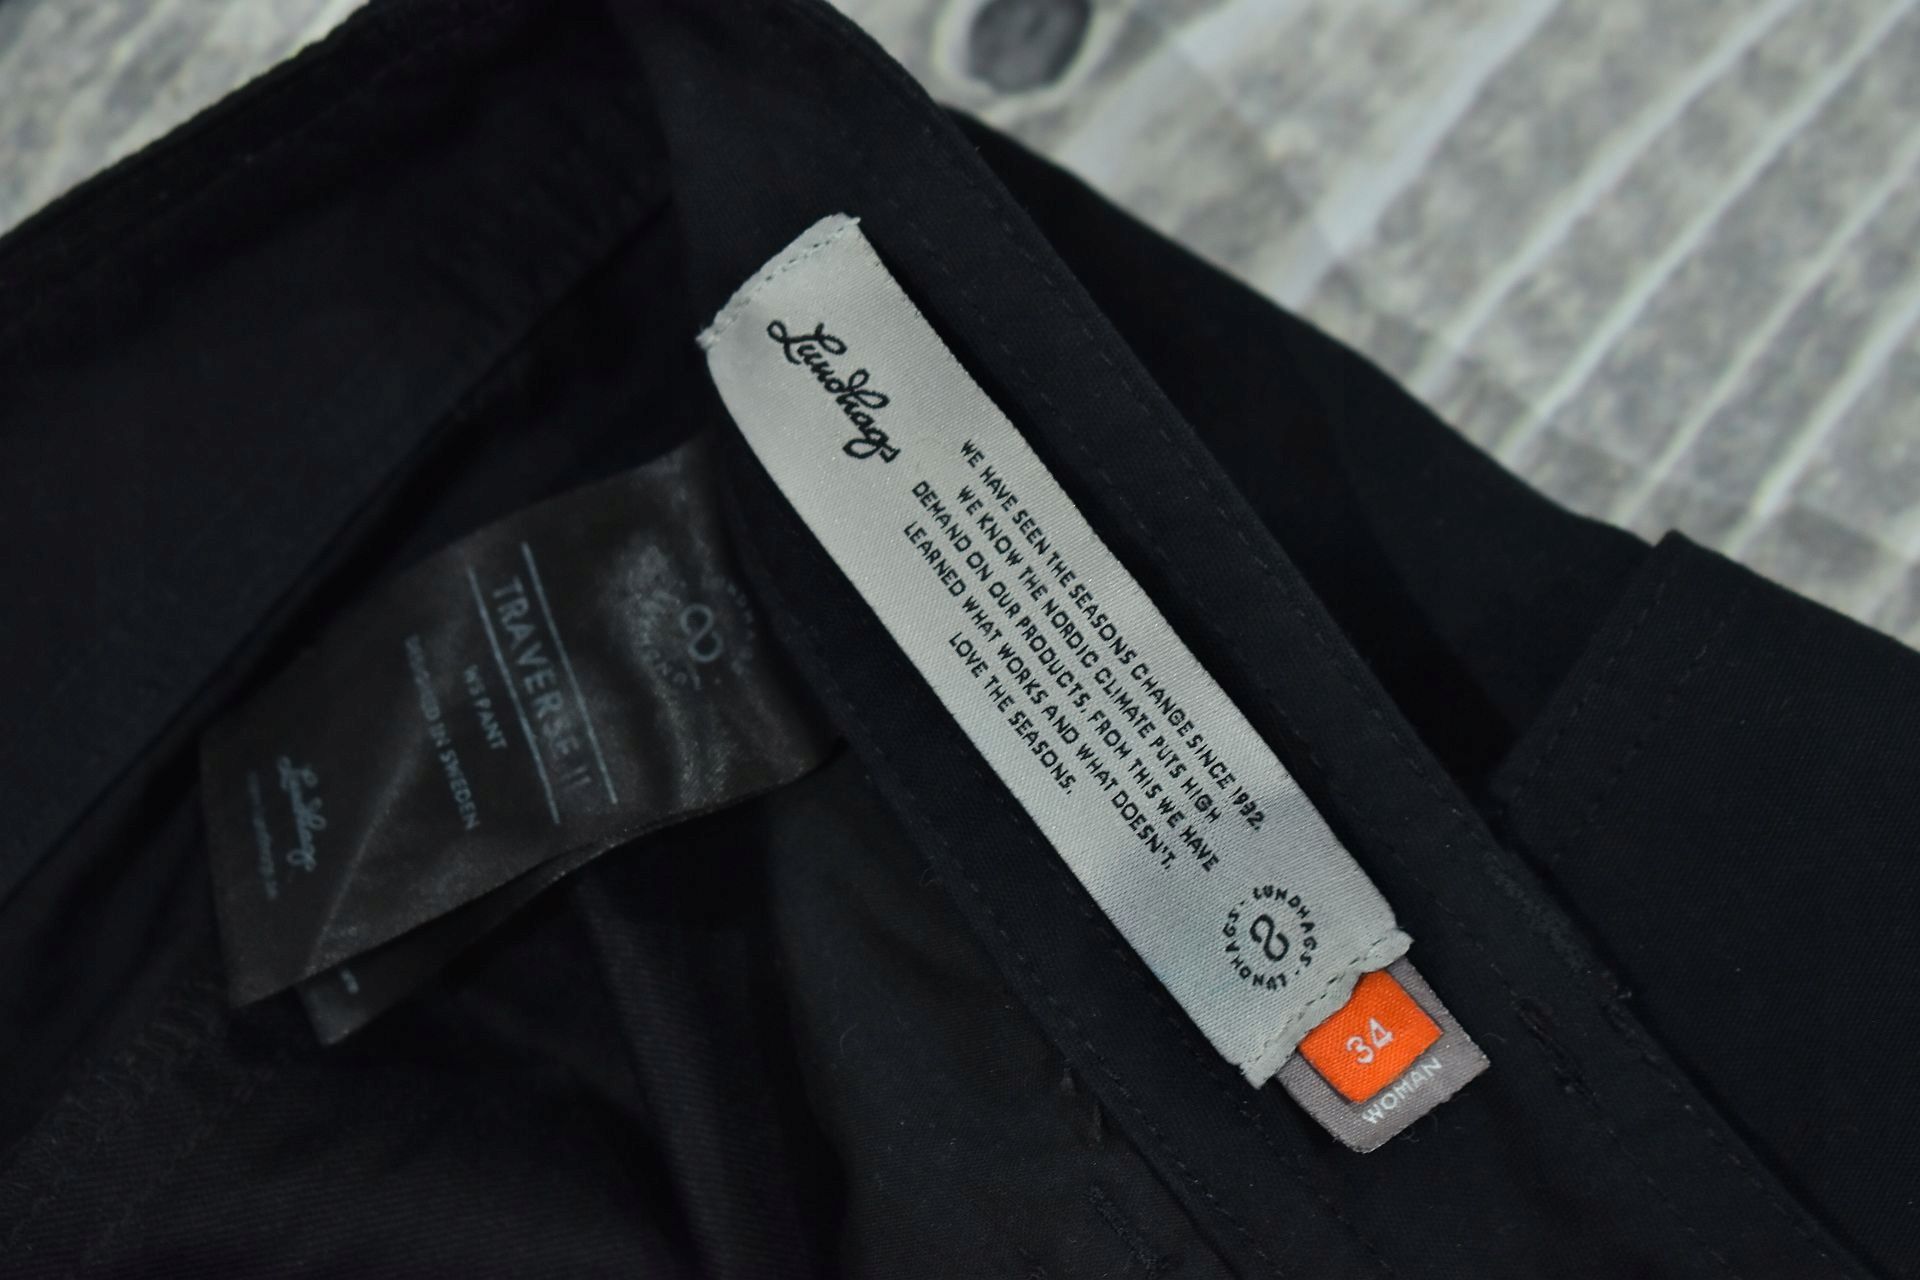 Lundhags
WE HAVE SEEN THE SEASONS CHANGE SINCE 1932.
WE KNOW THE NORDIC CLIMATE PUTS HIGH
DEMAND ON OUR PRODUCTS, FROM THIS WE HAVE
LEARNED WHAT WORKS AND WHAT DOESN'T.
LOVE THE SEASONS.
LUNDHAGS · LUNDHAGS ·
34
WOMAN
TRAVERSE II
WS PANT
DESIGNED IN SWEDEN
Lundhags